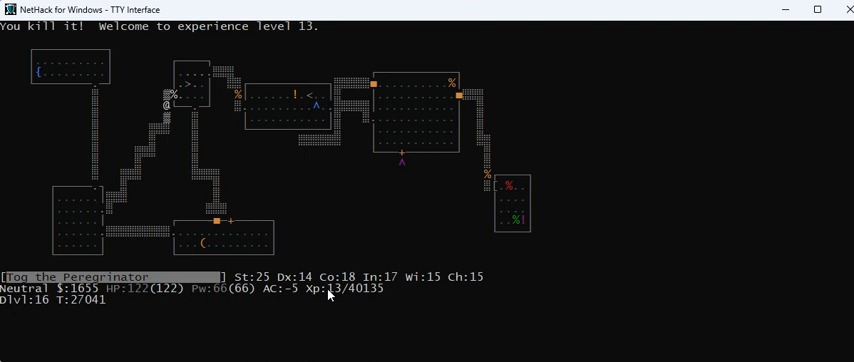 NetHack for Windows - TTY Interface
You kill it!  Welcome to experience level 13.
[Tog the Peregrinator          ] St:25 Dx:14 Co:18 In:17 Wi:15 Ch:15
Neutral $:1655 HP:122(122) Pw:66(66) AC:-5 Xp:13/40135
Dlvl:16 T:27041